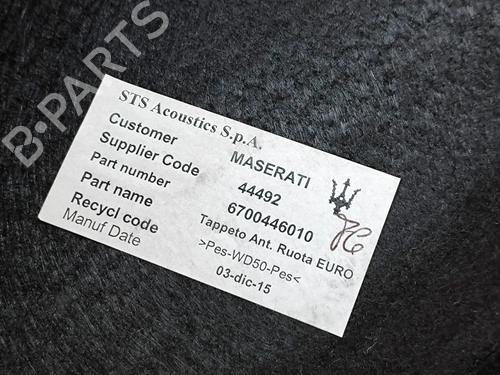 B-PARTS
STS Acoustics S.p.A.
Customer MASERATI
Supplier Code 44492
Part number 6700446010
Part name Tappeto Ant. Ruota EURO
Recycl code >Pes-WD50-Pes<
Manuf Date 03-dic-15